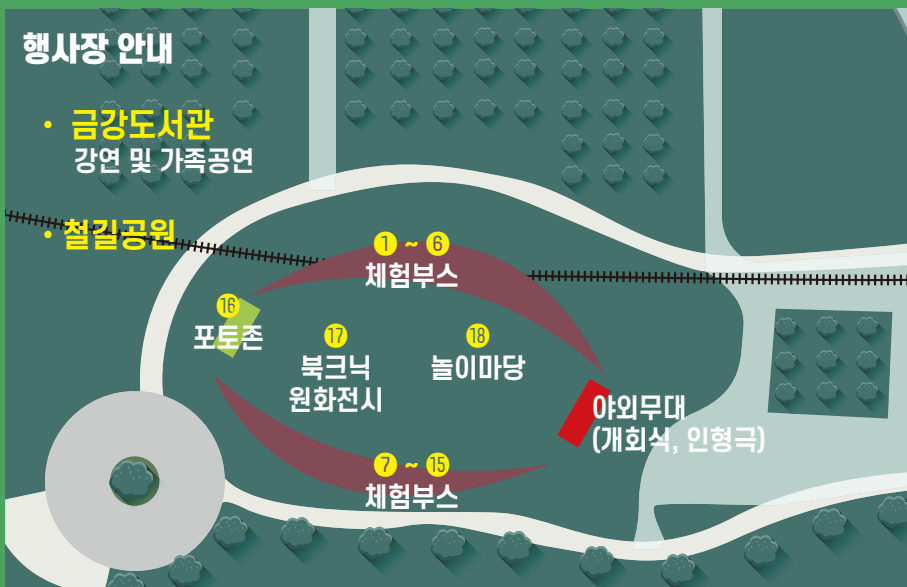 행사장 안내
• 금강도서관
강연 및 가족공연
• 철길공원
1 ~ 6
체험부스
16
포토존
17
북크닉
원화전시
18
놀이마당
야외무대
(개회식, 인형극)
7 ~ 15
체험부스